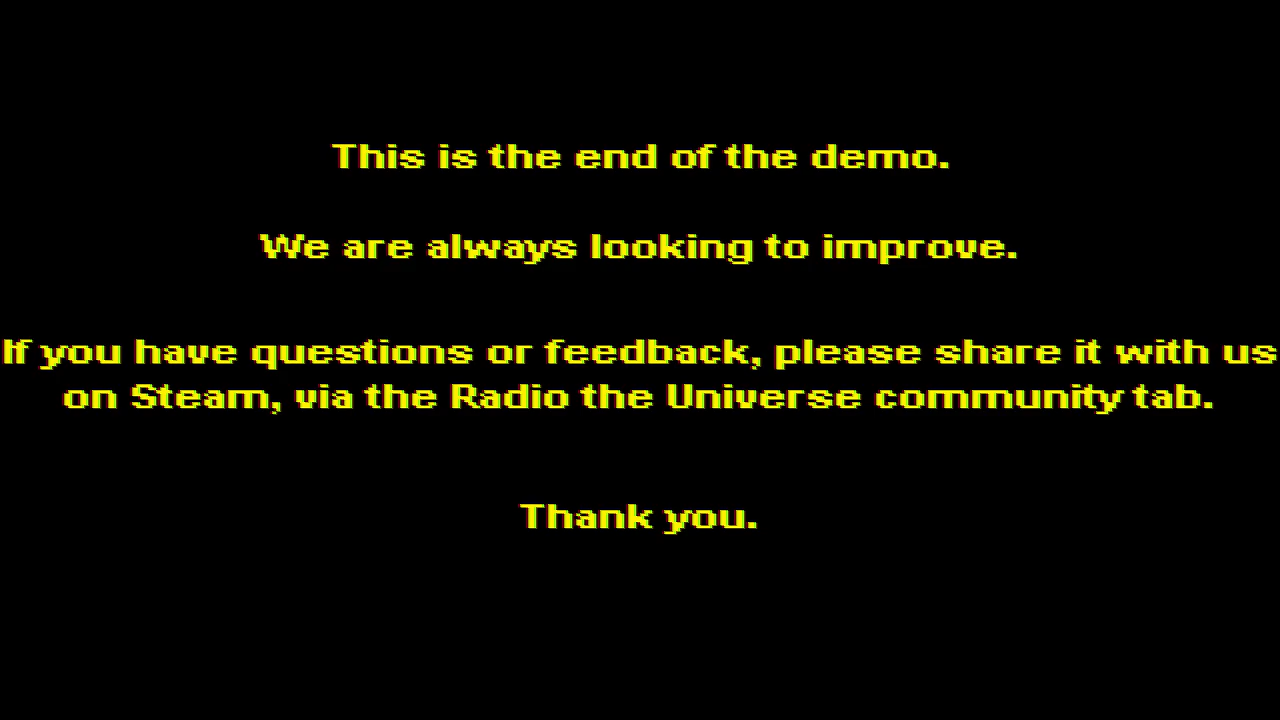 This is the end of the demo.
We are always looking to improve.
If you have questions or feedback, please share it with us
on Steam, via the Radio the Universe community tab.
Thank you.